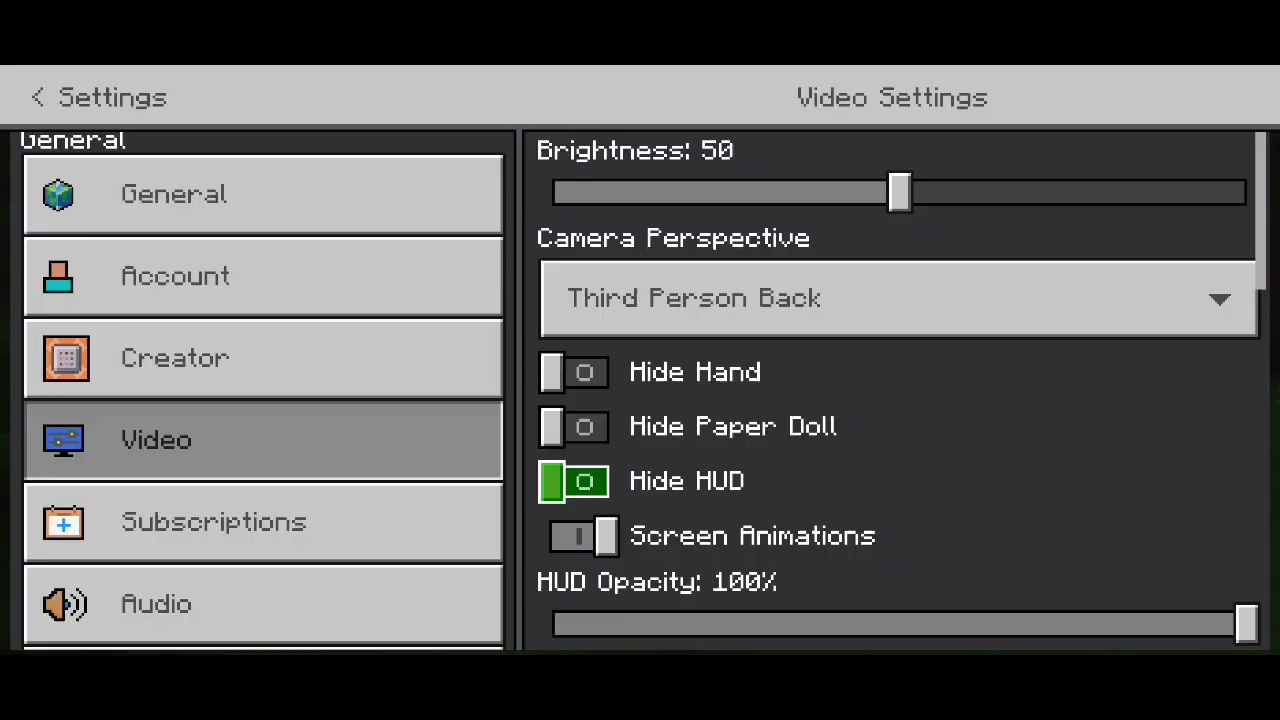 Settings
Video Settings
General
General
Account
Creator
Video
Subscriptions
Audio
Brightness: 50
Camera Perspective
Third Person Back
Hide Hand
Hide Paper Doll
Hide HUD
Screen Animations
HUD Opacity: 100%